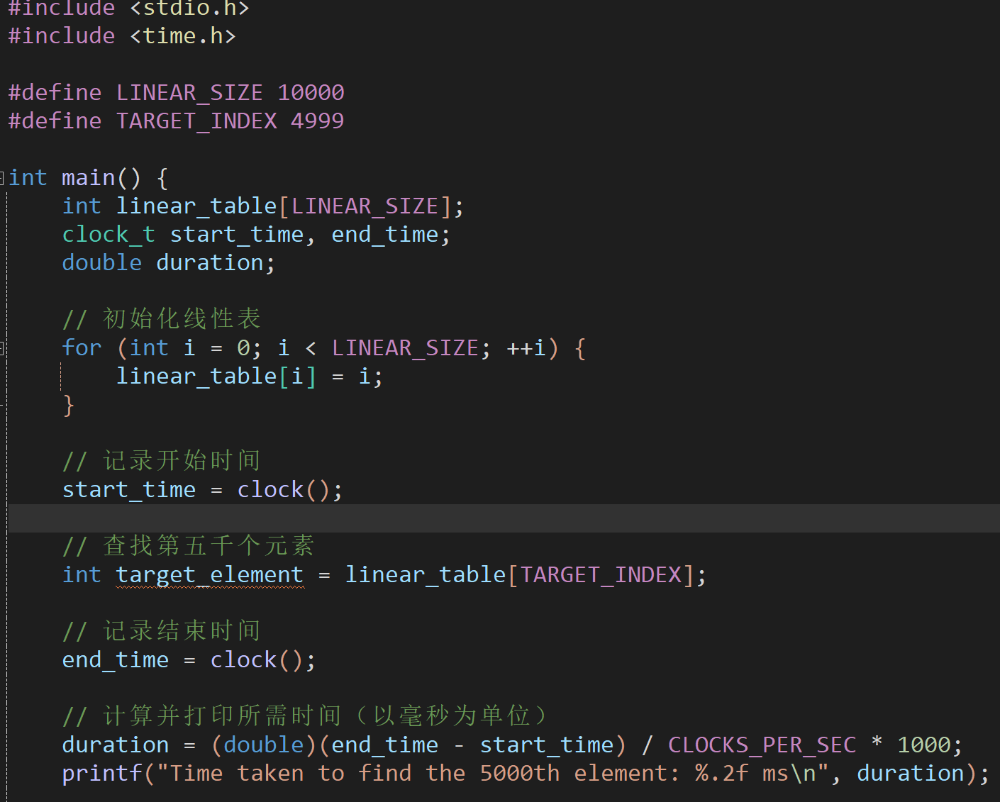 #include <stdio.h>
#include <time.h>
#define LINEAR_SIZE 10000
#define TARGET_INDEX 4999
int main() {
int linear_table[LINEAR_SIZE];
clock_t start_time, end_time;
double duration;
// 初始化线性表
for (int i = 0; i < LINEAR_SIZE; ++i) {
linear_table[i] = i;
}
// 记录开始时间
start_time = clock();
// 查找第五千个元素
int target_element = linear_table[TARGET_INDEX];
// 记录结束时间
end_time = clock();
// 计算并打印所需时间（以毫秒为单位）
duration = (double)(end_time - start_time) / CLOCKS_PER_SEC * 1000;
printf("Time taken to find the 5000th element: %.2f ms\n", duration);